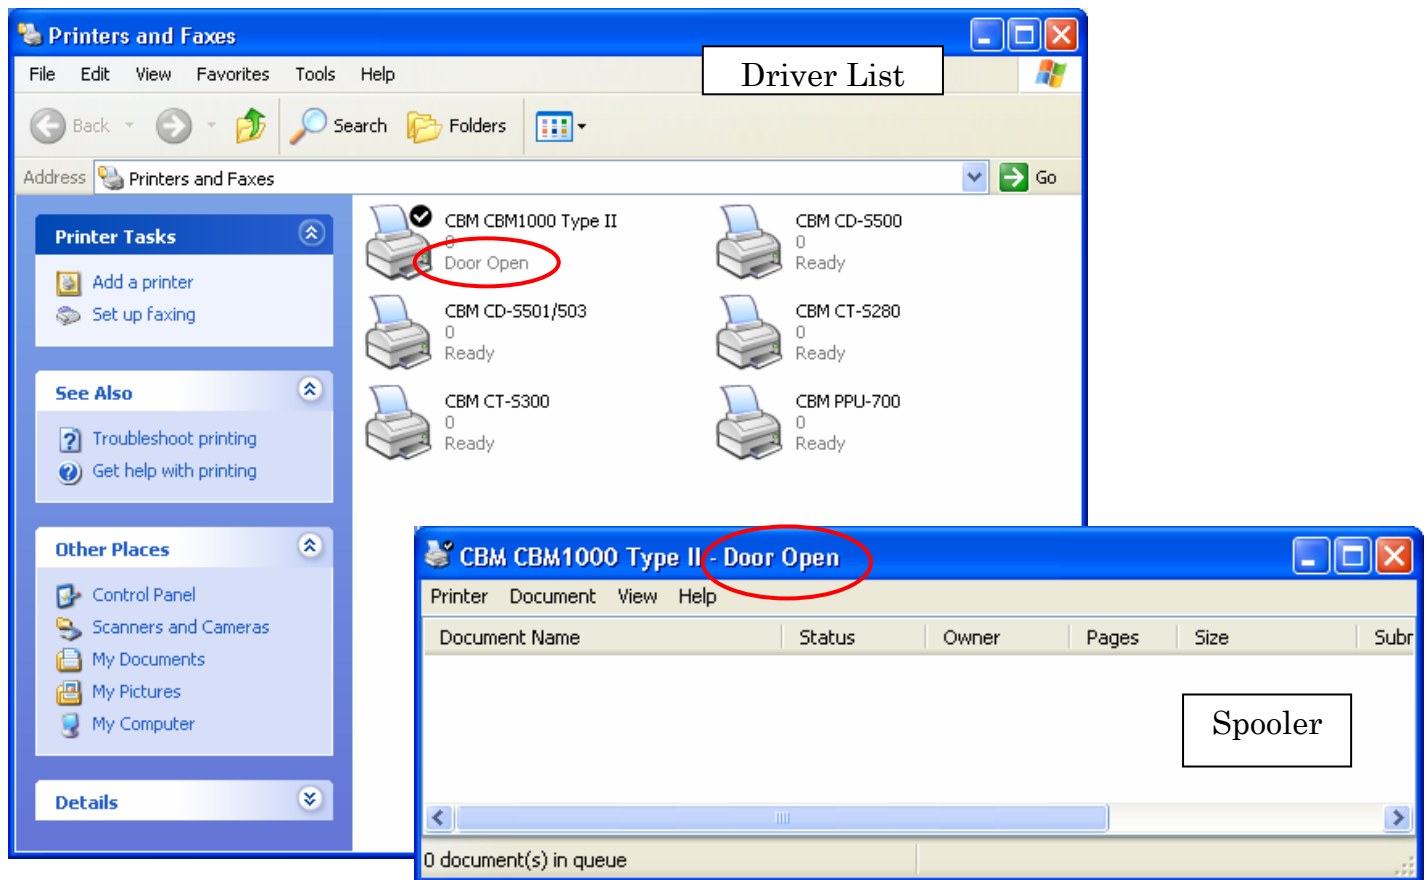 Printers and Faxes
File Edit View Favorites Tools Help
Driver List
Back Search Folders
Address Printers and Faxes Go
Printer Tasks
Add a printer
Set up faxing
See Also
Troubleshoot printing
Get help with printing
Other Places
Control Panel
Scanners and Cameras
My Documents
My Pictures
My Computer
Details
CBM CBM1000 Type II
0
Door Open
CBM CD-S500
0
Ready
CBM CD-S501/503
0
Ready
CBM CT-S280
0
Ready
CBM CT-S300
0
Ready
CBM PPU-700
0
Ready
CBM CBM1000 Type II - Door Open
Printer Document View Help
Document Name Status Owner Pages Size Subr
Spooler
0 document(s) in queue